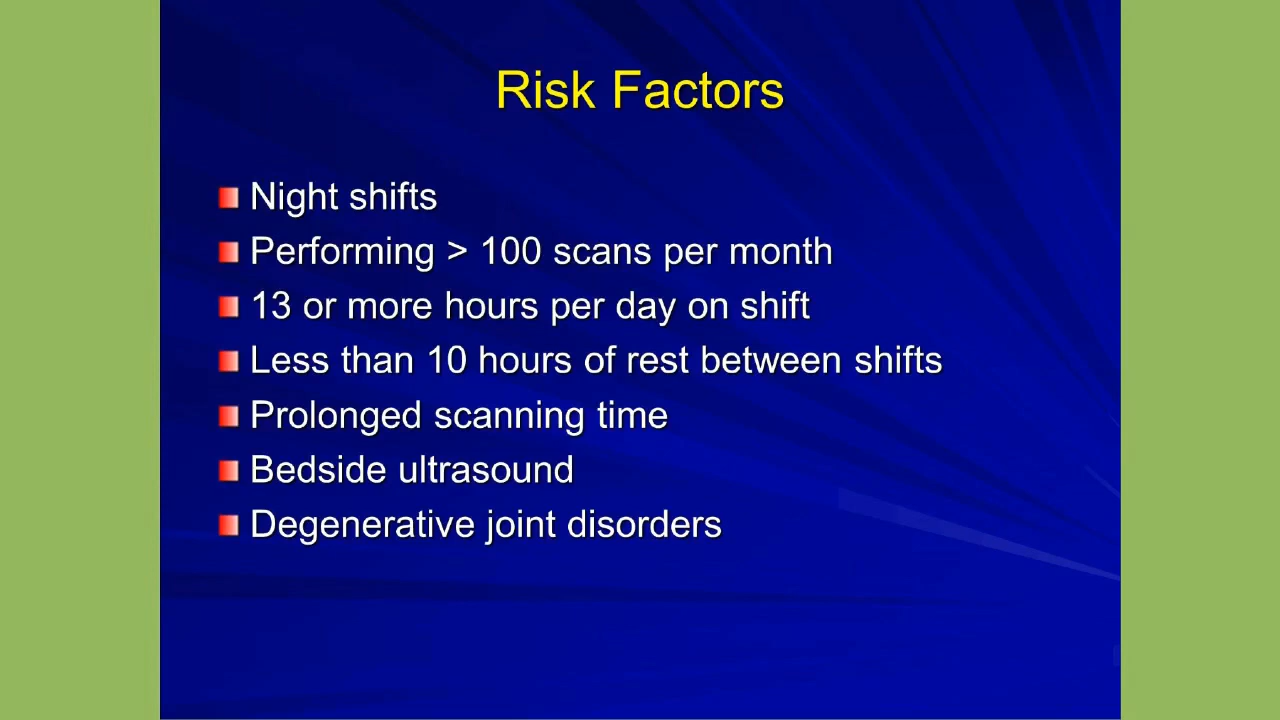 Risk Factors
Night shifts
Performing > 100 scans per month
13 or more hours per day on shift
Less than 10 hours of rest between shifts
Prolonged scanning time
Bedside ultrasound
Degenerative joint disorders